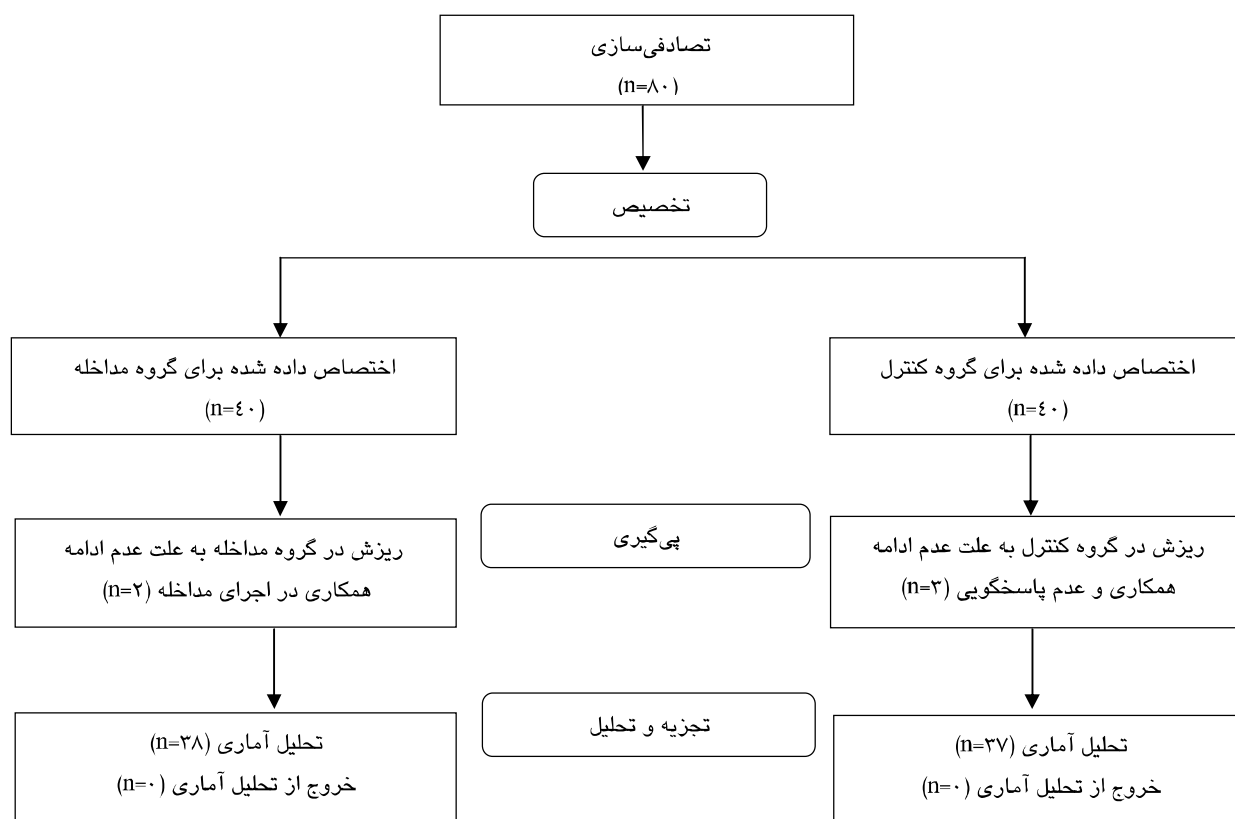 تصادفی‌سازی
(n=۸۰)
تخصیص
اختصاص داده شده برای گروه کنترل
(n=٤۰)
اختصاص داده شده برای گروه مداخله
(n=٤۰)
پی‌گیری
ریزش در گروه کنترل به علت عدم ادامه
همکاری و عدم پاسخگویی (n=۳)
ریزش در گروه مداخله به علت عدم ادامه
همکاری در اجرای مداخله (n=۲)
تجزیه و تحلیل
تحلیل آماری (n=۳۷)
خروج از تحلیل آماری (n=۰)
تحلیل آماری (n=۳۸)
خروج از تحلیل آماری (n=۰)